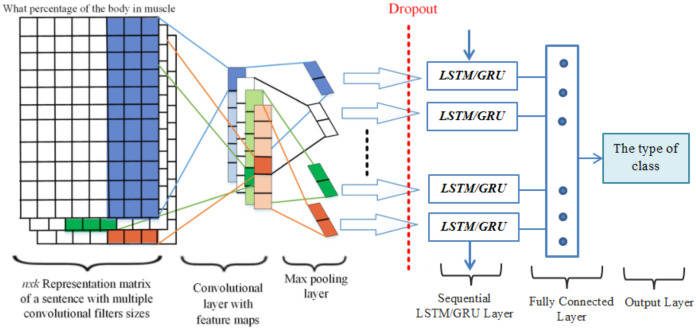 What percentage of the body in muscle
Dropout
LSTM/GRU
LSTM/GRU
LSTM/GRU
LSTM/GRU
The type of
class
nxk Representation matrix
of a sentence with multiple
convolutional filters sizes
Convolutional
layer with
feature maps
Max pooling
layer
Sequential
LSTM/GRU Layer
Fully Connected
Layer
Output Layer